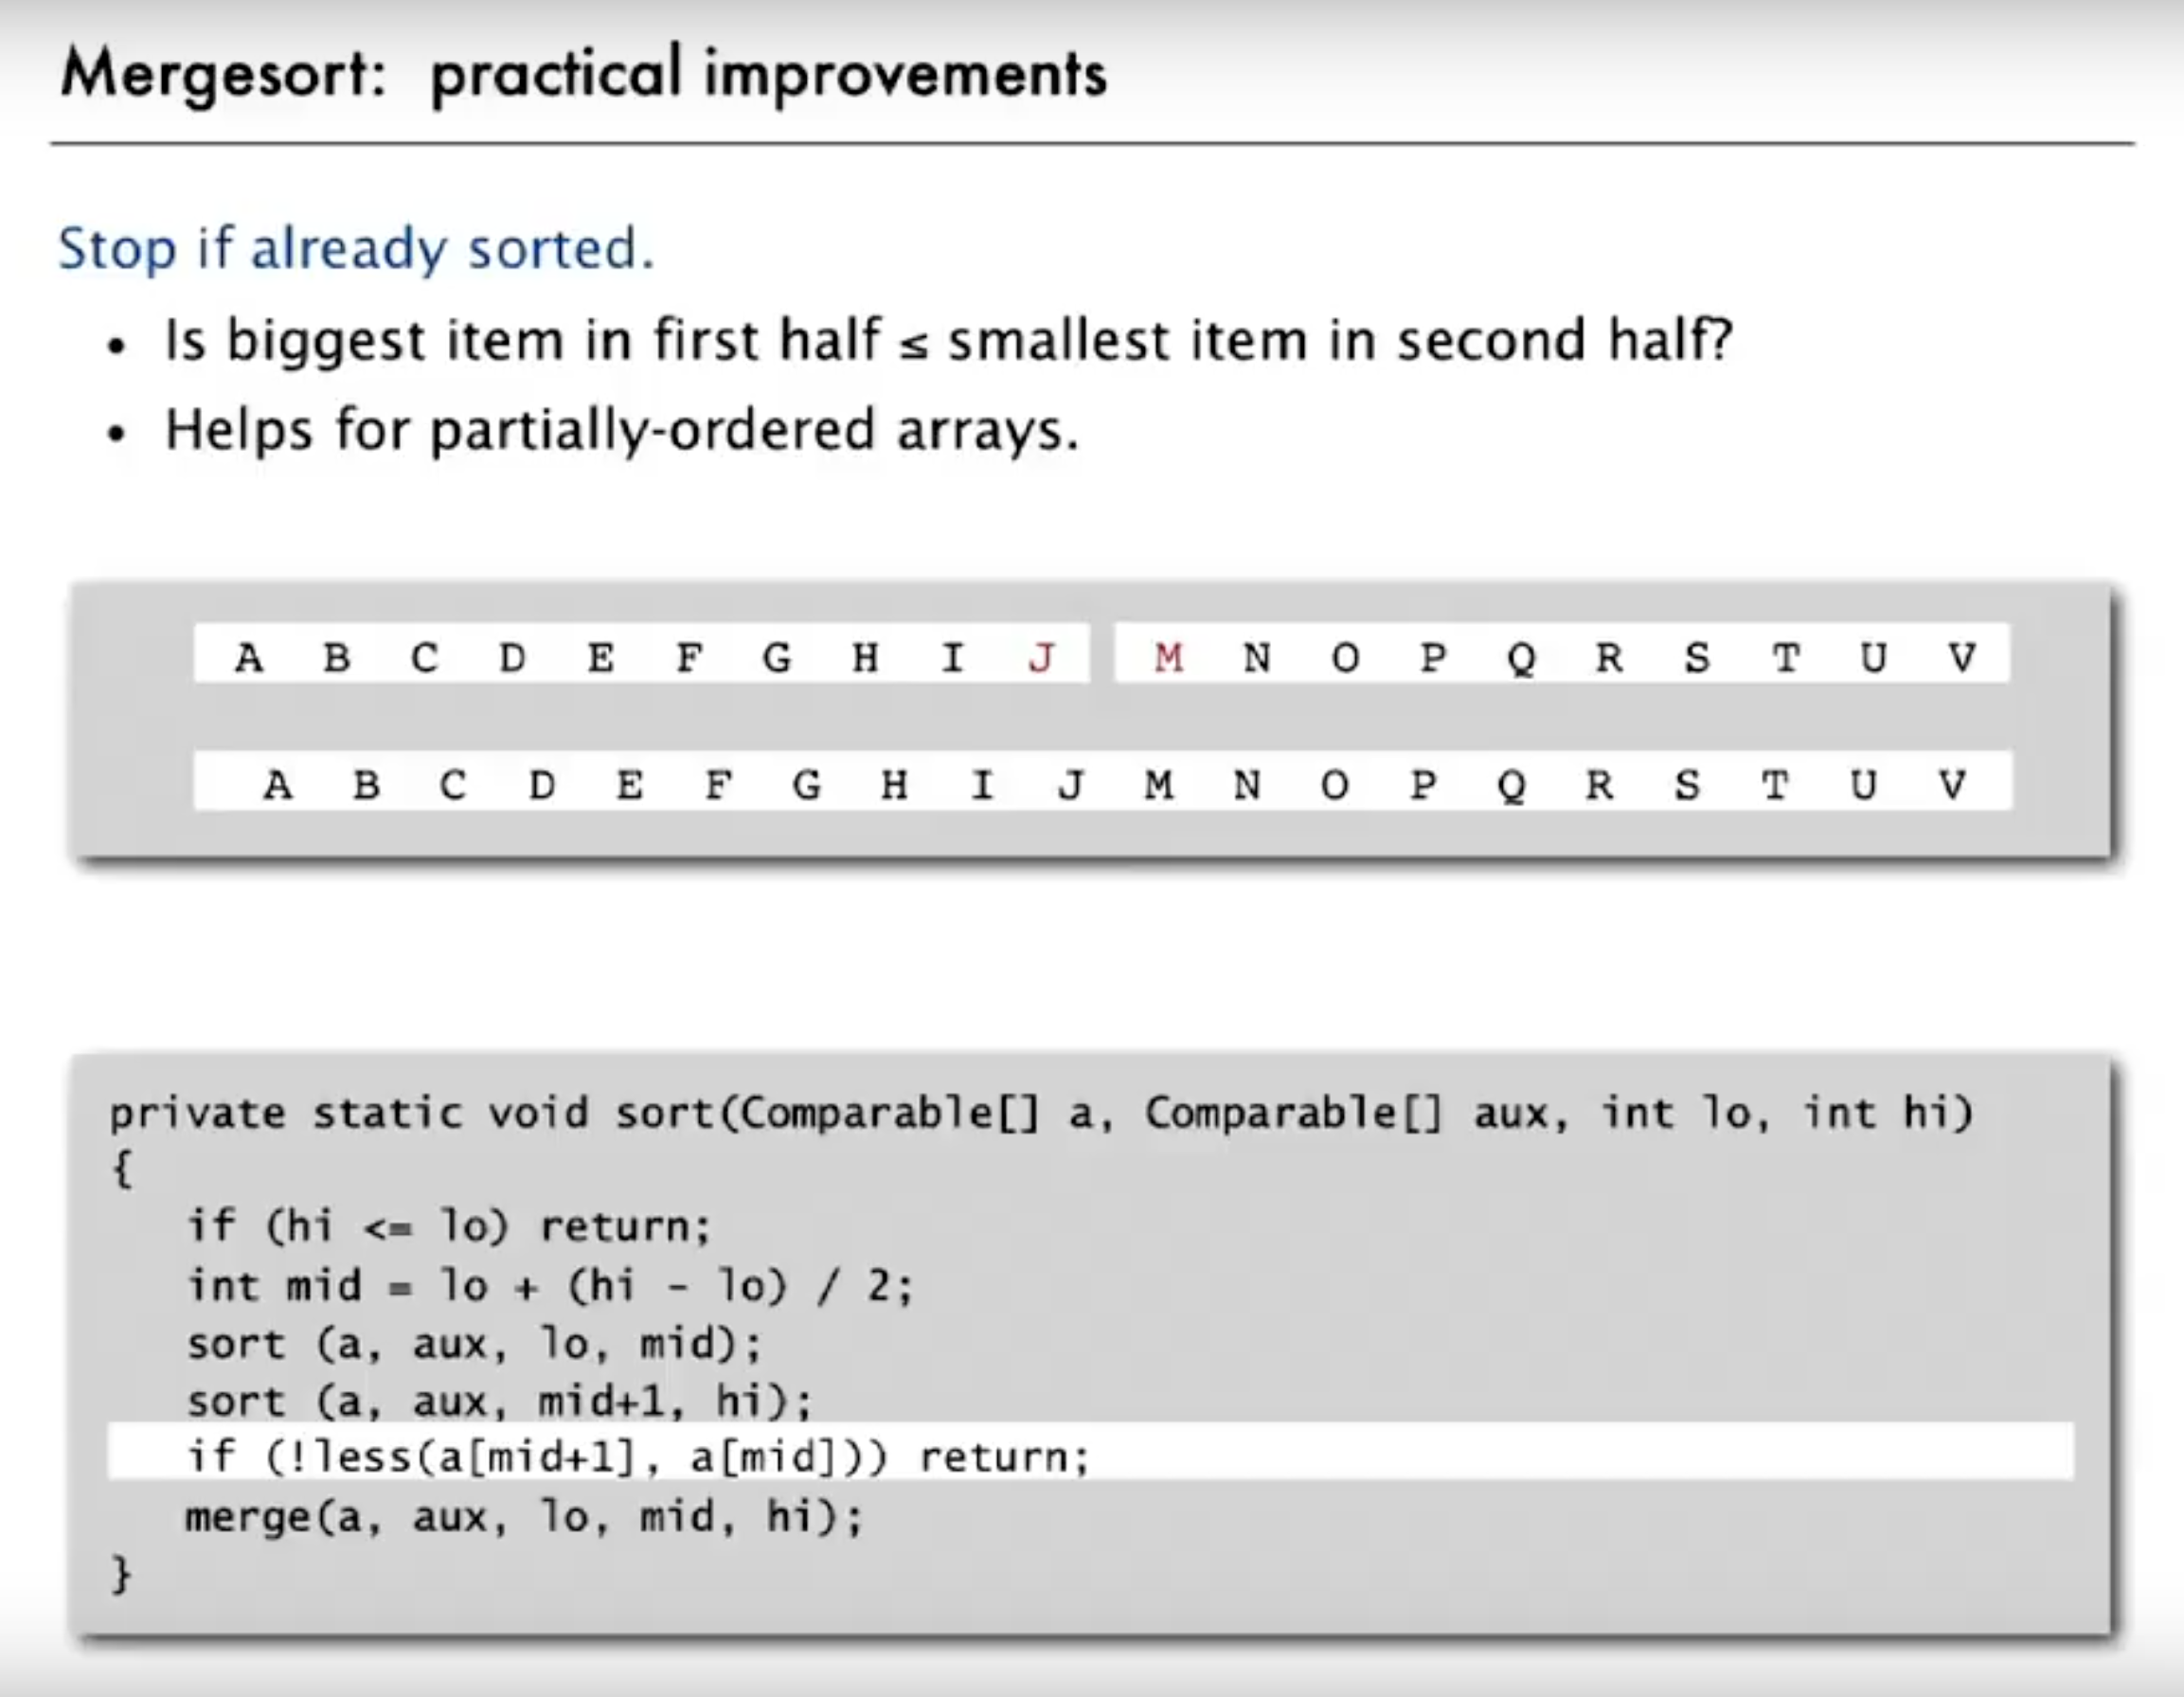 Mergesort: practical improvements
Stop if already sorted.
• Is biggest item in first half ≤ smallest item in second half?
• Helps for partially-ordered arrays.
A B C D E F G H I J M N O P Q R S T U V
A B C D E F G H I J M N O P Q R S T U V
private static void sort(Comparable[] a, Comparable[] aux, int lo, int hi)
{
   if (hi <= lo) return;
   int mid = lo + (hi - lo) / 2;
   sort (a, aux, lo, mid);
   sort (a, aux, mid+1, hi);
   if (!less(a[mid+1], a[mid])) return;
   merge(a, aux, lo, mid, hi);
}